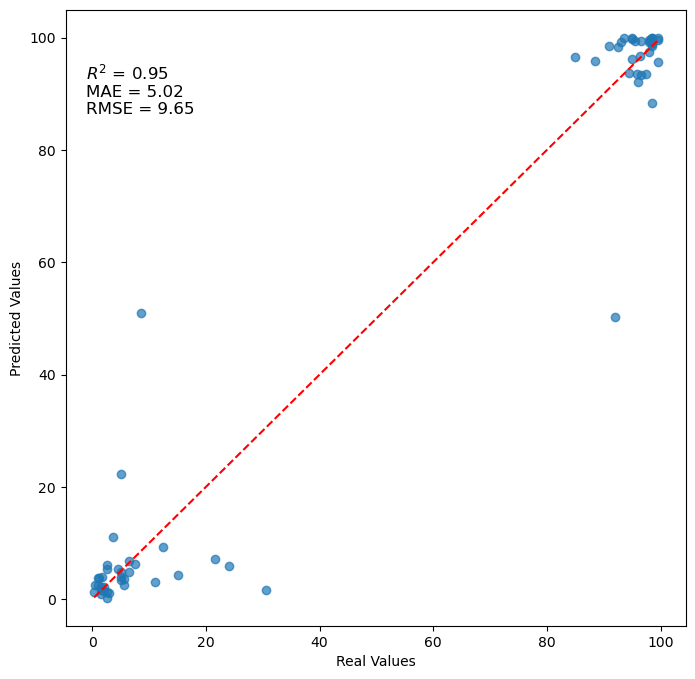 100
80
60
40
20
0
R² = 0.95
MAE = 5.02
RMSE = 9.65
Predicted Values
0 20 40 60 80 100
Real Values